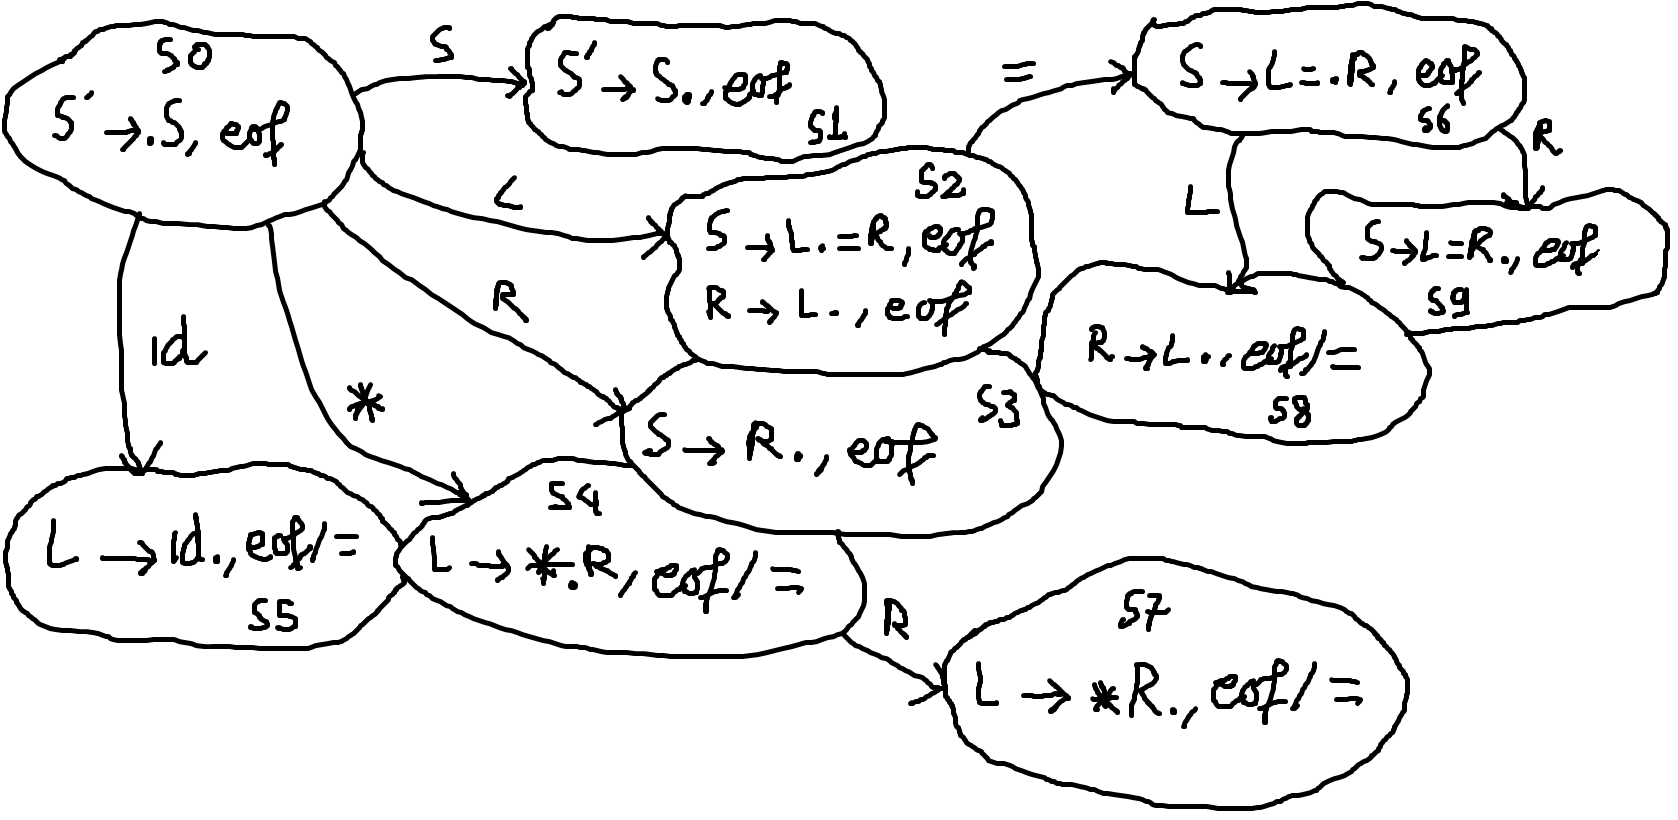 S0
S' → .S, eof
S
S' → S., eof
S1
=
S → L=.R, eof
S6
R
L
S2
S → L.=R, eof
R → L., eof
L
S → L=R., eof
S9
R
R → L., eof/=
S8
id
*
S3
S → R., eof
S4
L → *.R, eof/=
L → id., eof/=
S5
R
S7
L → *R., eof/=